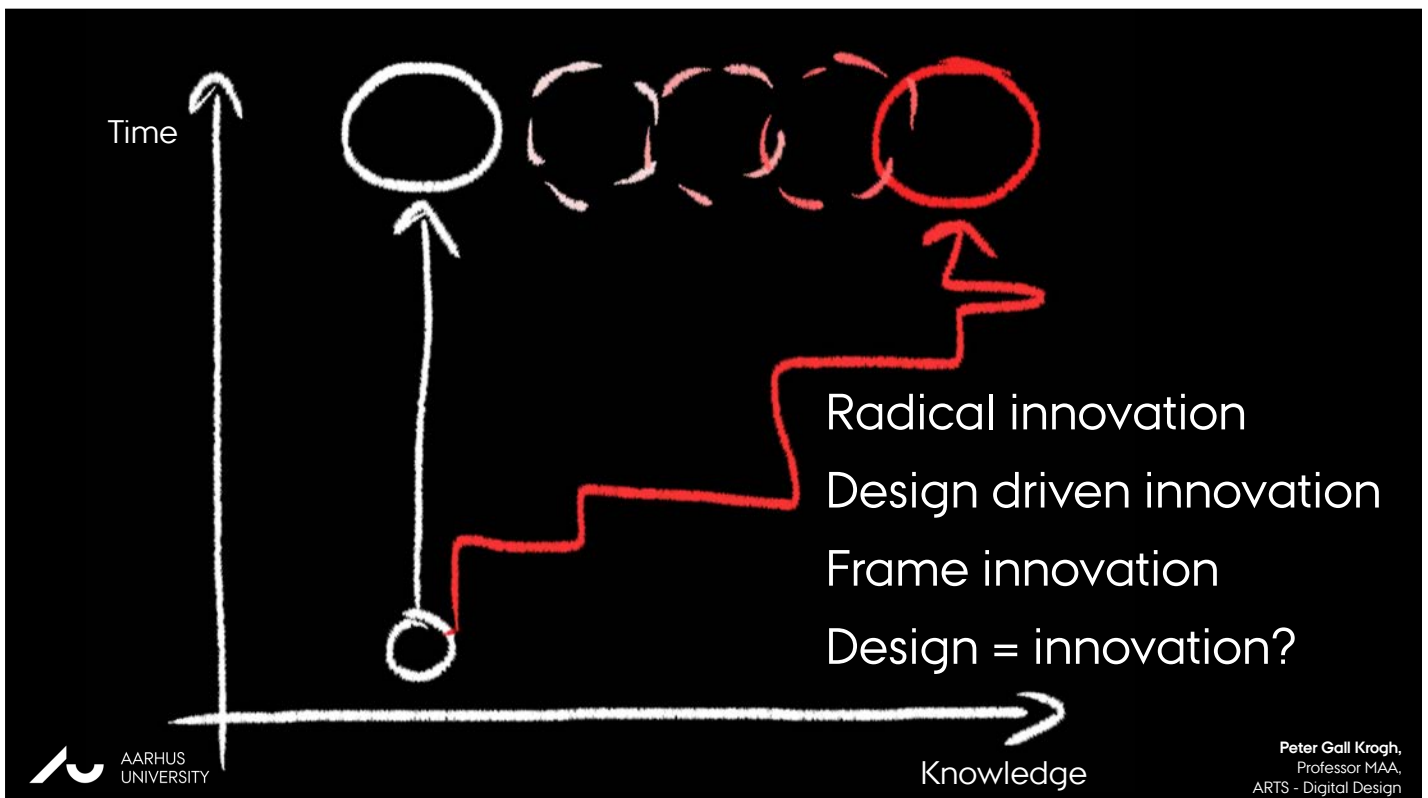 Time
Radical innovation
Design driven innovation
Frame innovation
Design = innovation?
AARHUS
UNIVERSITY
Knowledge
Peter Gall Krogh,
Professor MAA,
ARTS - Digital Design